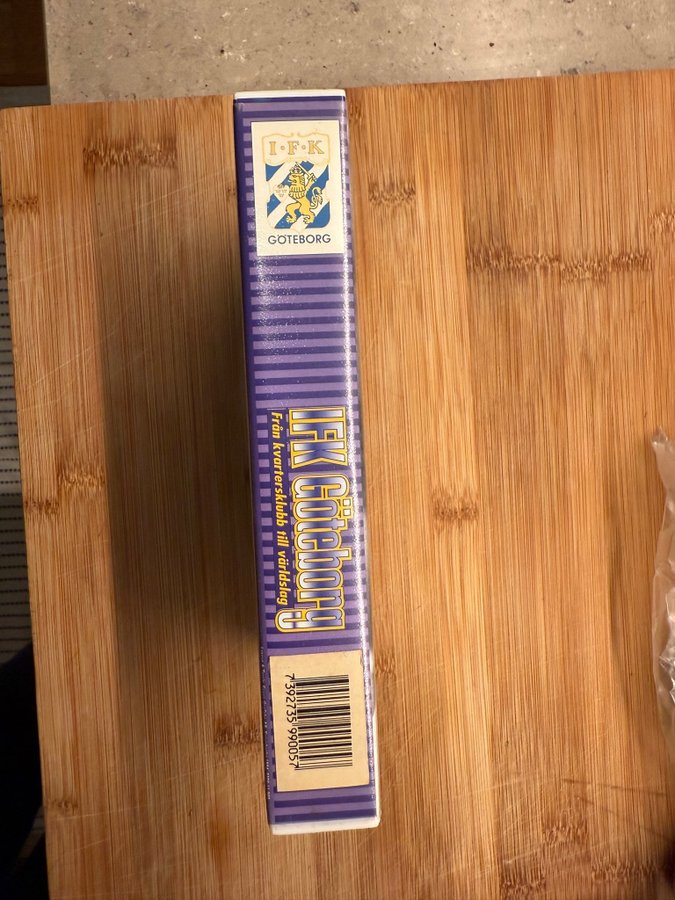 I·F·K
GÖTEBORG
IFK Göteborg
Från kvartersklubb till världslag
7 392735 990057